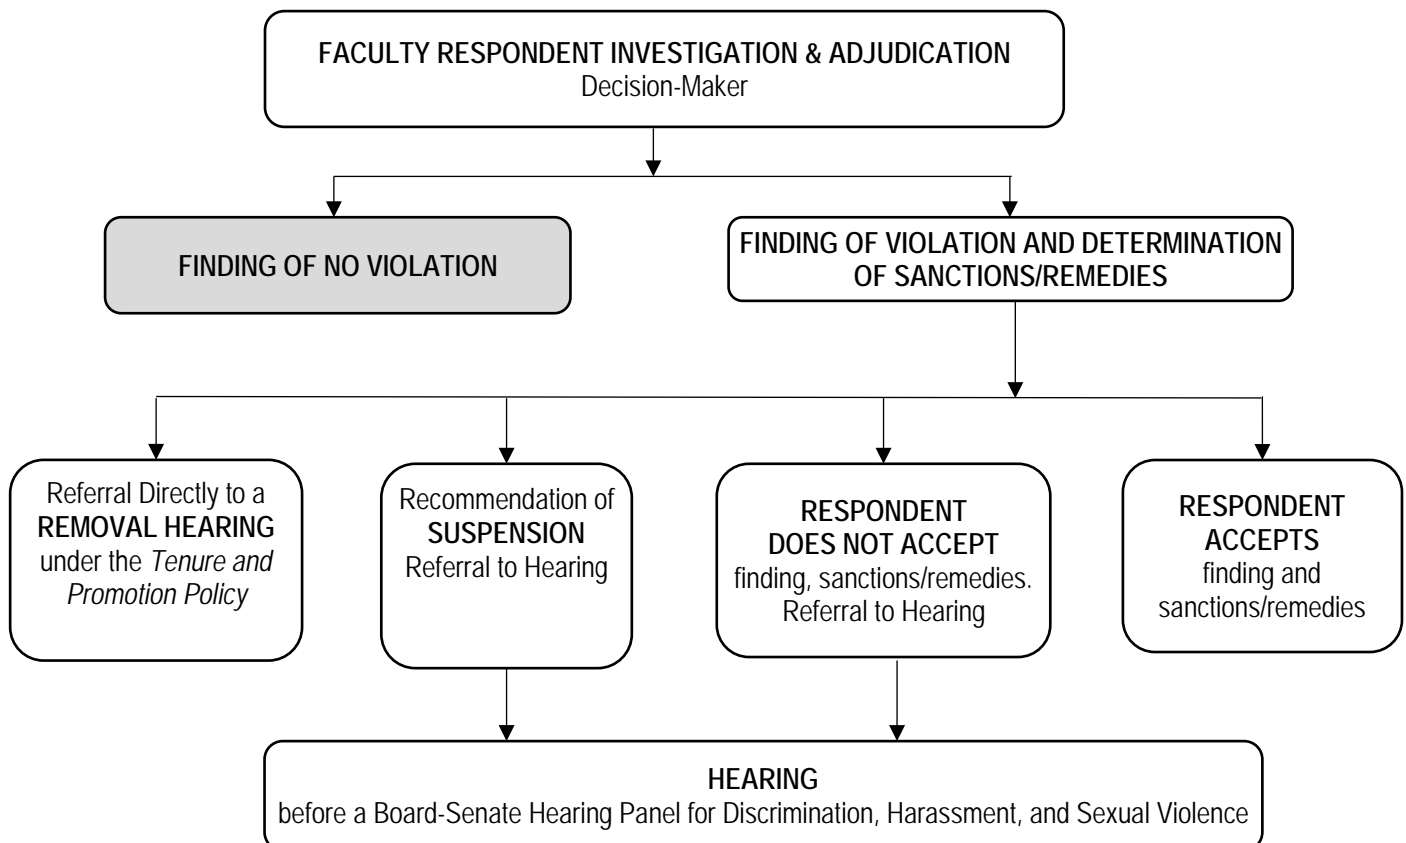 FACULTY RESPONDENT INVESTIGATION & ADJUDICATION
Decision-Maker
FINDING OF NO VIOLATION
FINDING OF VIOLATION AND DETERMINATION
OF SANCTIONS/REMEDIES
Referral Directly to a
REMOVAL HEARING
under the Tenure and
Promotion Policy
Recommendation of
SUSPENSION
Referral to Hearing
RESPONDENT
DOES NOT ACCEPT
finding, sanctions/remedies.
Referral to Hearing
RESPONDENT
ACCEPTS
finding and
sanctions/remedies
HEARING
before a Board-Senate Hearing Panel for Discrimination, Harassment, and Sexual Violence